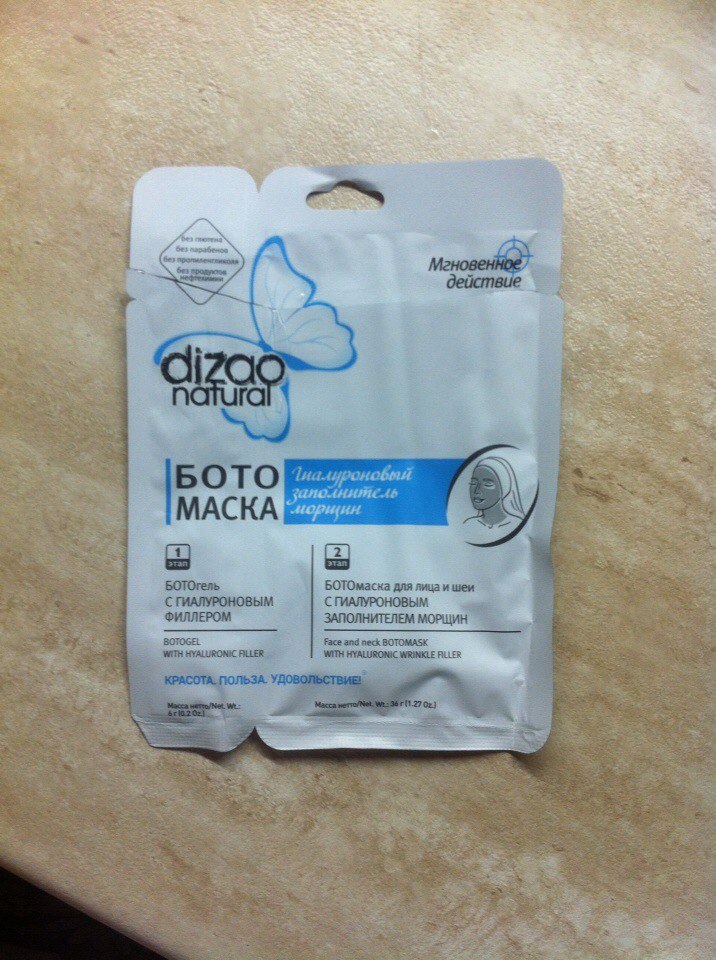 без глютена
без парабенов
без пропиленгликоля
без продуктов
нефтехимии
Мгновенное
действие
dizao
natural
БОТО
МАСКА
Гиалуроновый
заполнитель
морщин
1
этап
БОТОгель
С ГИАЛУРОНОВЫМ
ФИЛЛЕРОМ
BOTOGEL
WITH HYALURONIC FILLER
2
этап
БОТОмаска для лица и шеи
С ГИАЛУРОНОВЫМ
ЗАПОЛНИТЕЛЕМ МОРЩИН
Face and neck BOTOMASK
WITH HYALURONIC WRINKLE FILLER
КРАСОТА. ПОЛЬЗА. УДОВОЛЬСТВИЕ!
Масса нетто/Net. Wt.:
6 г (0.2 Oz.)
Масса нетто/Net. Wt.: 36 г (1.27 Oz.)